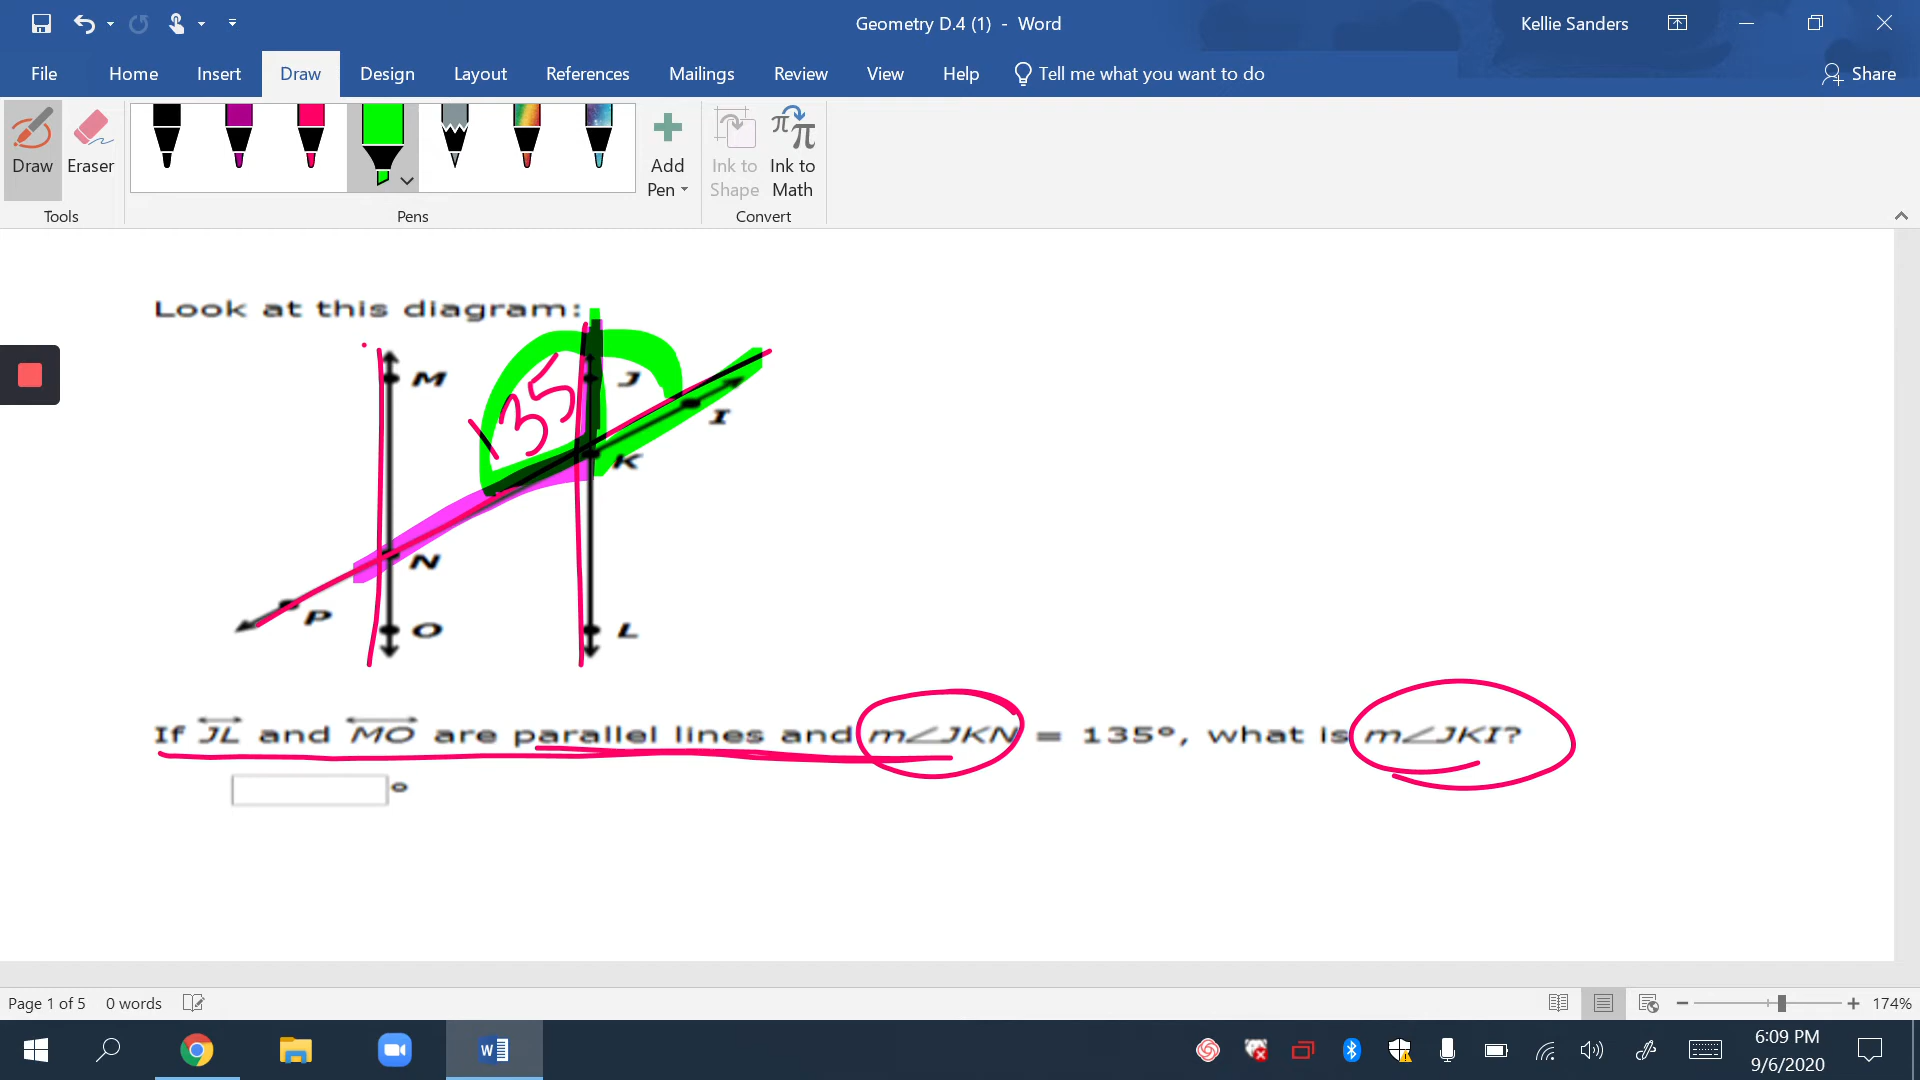 Geometry D.4 (1) - Word
Kellie Sanders
File Home Insert Draw Design Layout References Mailings Review View Help Tell me what you want to do Share
Draw Eraser Add Pen Ink to Shape Ink to Math
Tools Pens Convert
Look at this diagram:
M J I
135
K
N
P O L
If JL and MO are parallel lines and m∠JKN = 135°, what is m∠JKI?
°
Page 1 of 5 0 words 174%
6:09 PM
9/6/2020